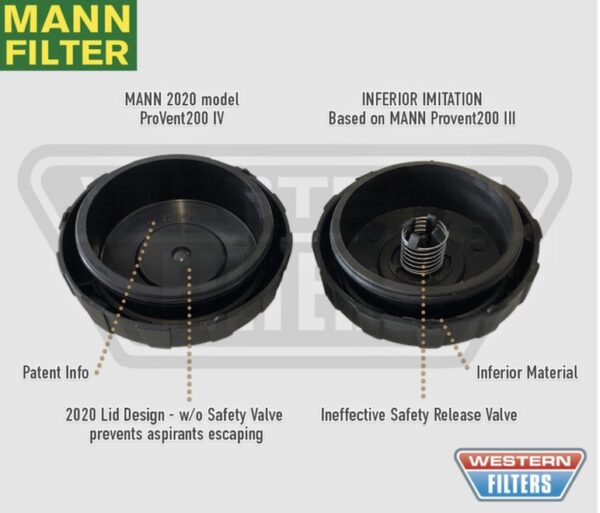 MANN
FILTER
MANN 2020 model
ProVent200 IV
INFERIOR IMITATION
Based on MANN Provent200 III
Patent Info
Inferior Material
2020 Lid Design - w/o Safety Valve
prevents aspirants escaping
Ineffective Safety Release Valve
WESTERN
FILTERS